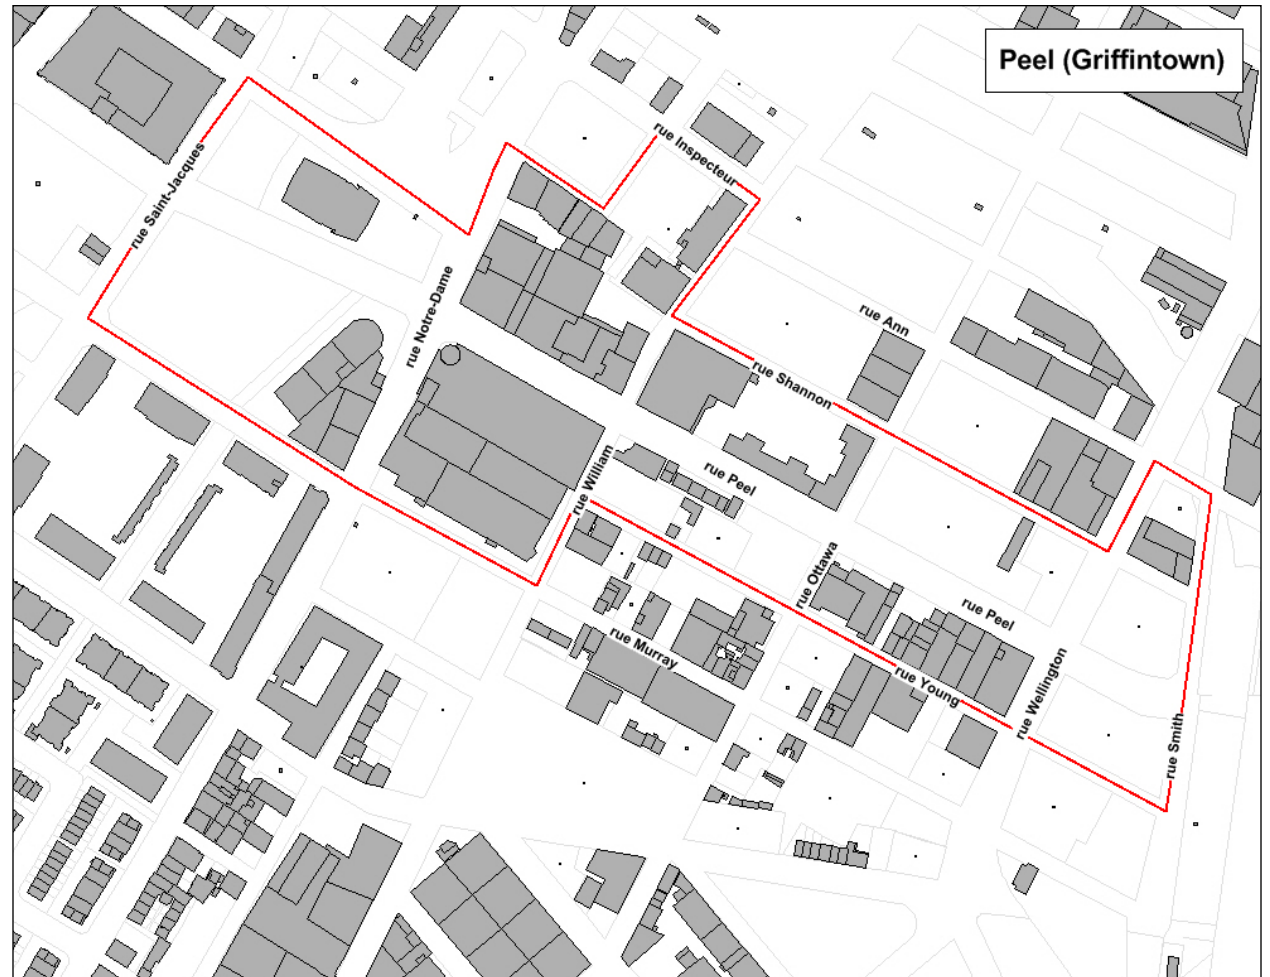 Peel (Griffintown)
rue Inspecteur
rue Saint-Jacques
rue Notre-Dame
rue Ann
rue Shannon
rue Peel
rue William
rue Ottawa
rue Peel
rue Murray
rue Young
rue Wellington
rue Smith